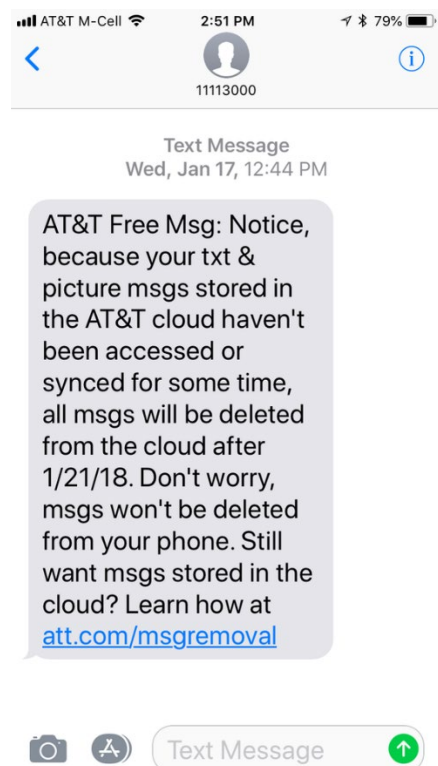 AT&T M-Cell 2:51 PM 79%
11113000
Text Message
Wed, Jan 17, 12:44 PM
AT&T Free Msg: Notice,
because your txt &
picture msgs stored in
the AT&T cloud haven't
been accessed or
synced for some time,
all msgs will be deleted
from the cloud after
1/21/18. Don't worry,
msgs won't be deleted
from your phone. Still
want msgs stored in the
cloud? Learn how at
att.com/msgremoval
Text Message